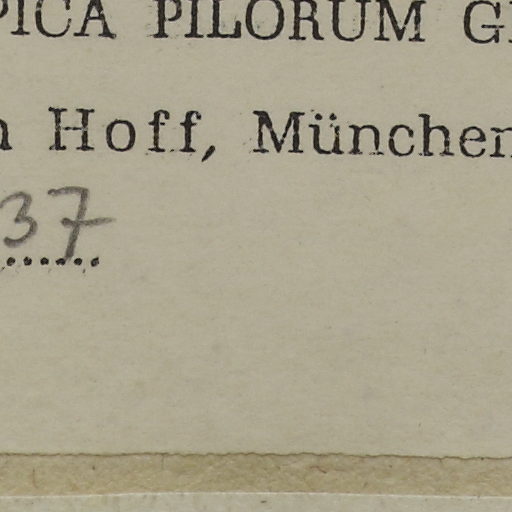 PICA PILORUM G
n Hoff, München
37
......